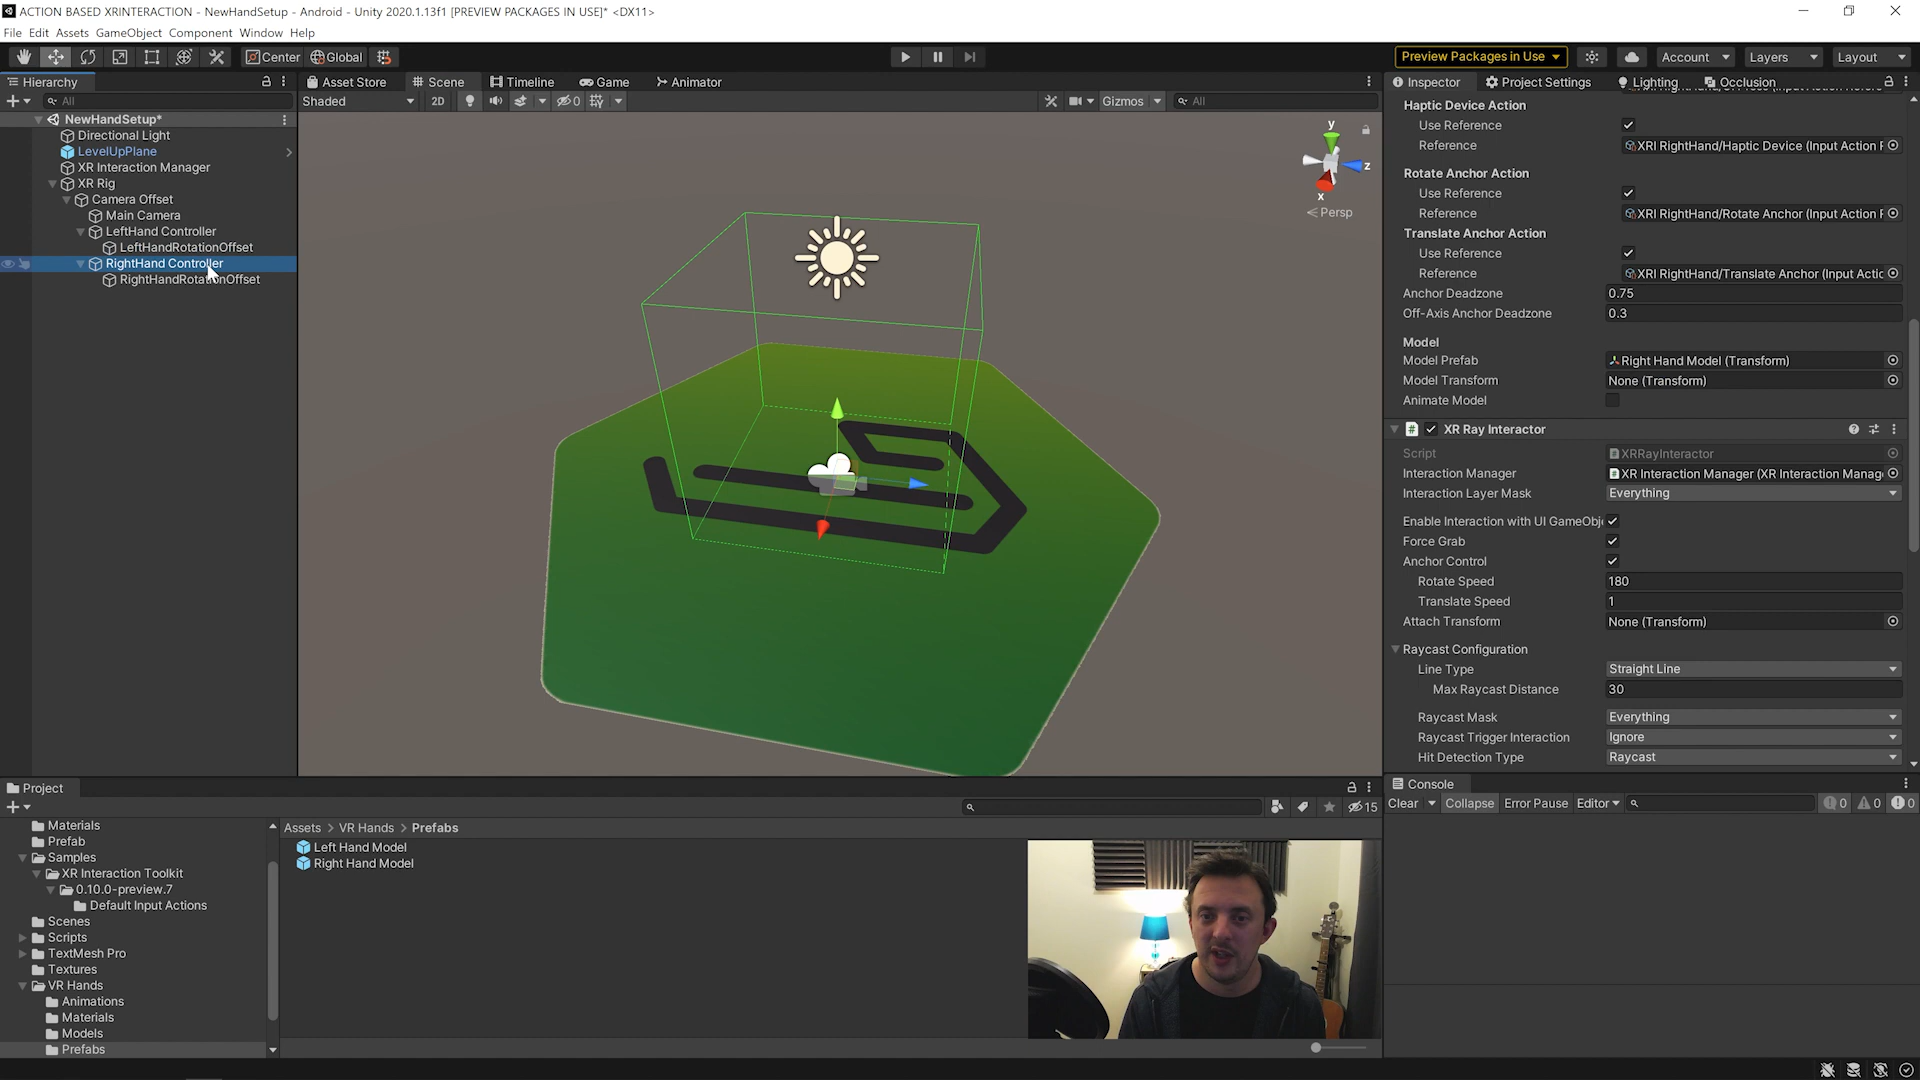 ACTION BASED XRINTERACTION - NewHandSetup - Android - Unity 2020.1.13f1 [PREVIEW PACKAGES IN USE]* <DX11>
File Edit Assets GameObject Component Window Help
Center Global Preview Packages in Use Account Layers Layout
Hierarchy Asset Store Scene Timeline Game Animator Inspector Project Settings Lighting Occlusion
All Shaded 2D 0 Gizmos All
NewHandSetup*
Directional Light
LevelUpPlane
XR Interaction Manager
XR Rig
Camera Offset
Main Camera
LeftHand Controller
LeftHandRotationOffset
RightHand Controller
RightHandRotationOffset
y
z
x
Persp
Haptic Device Action
Use Reference
Reference XRI RightHand/Haptic Device (Input Action R
Rotate Anchor Action
Use Reference
Reference XRI RightHand/Rotate Anchor (Input Action F
Translate Anchor Action
Use Reference
Reference XRI RightHand/Translate Anchor (Input Actic
Anchor Deadzone 0.75
Off-Axis Anchor Deadzone 0.3
Model
Model Prefab Right Hand Model (Transform)
Model Transform None (Transform)
Animate Model
# XR Ray Interactor
Script XRRayInteractor
Interaction Manager XR Interaction Manager (XR Interaction Manag
Interaction Layer Mask Everything
Enable Interaction with UI GameObj
Force Grab
Anchor Control
Rotate Speed 180
Translate Speed 1
Attach Transform None (Transform)
Raycast Configuration
Line Type Straight Line
Max Raycast Distance 30
Raycast Mask Everything
Raycast Trigger Interaction Ignore
Hit Detection Type Raycast
Project
15
Materials
Prefab
Samples
XR Interaction Toolkit
0.10.0-preview.7
Default Input Actions
Scenes
Scripts
TextMesh Pro
Textures
VR Hands
Animations
Materials
Models
Prefabs
Assets > VR Hands > Prefabs
Left Hand Model
Right Hand Model
Console
Clear Collapse Error Pause Editor 0 0 0